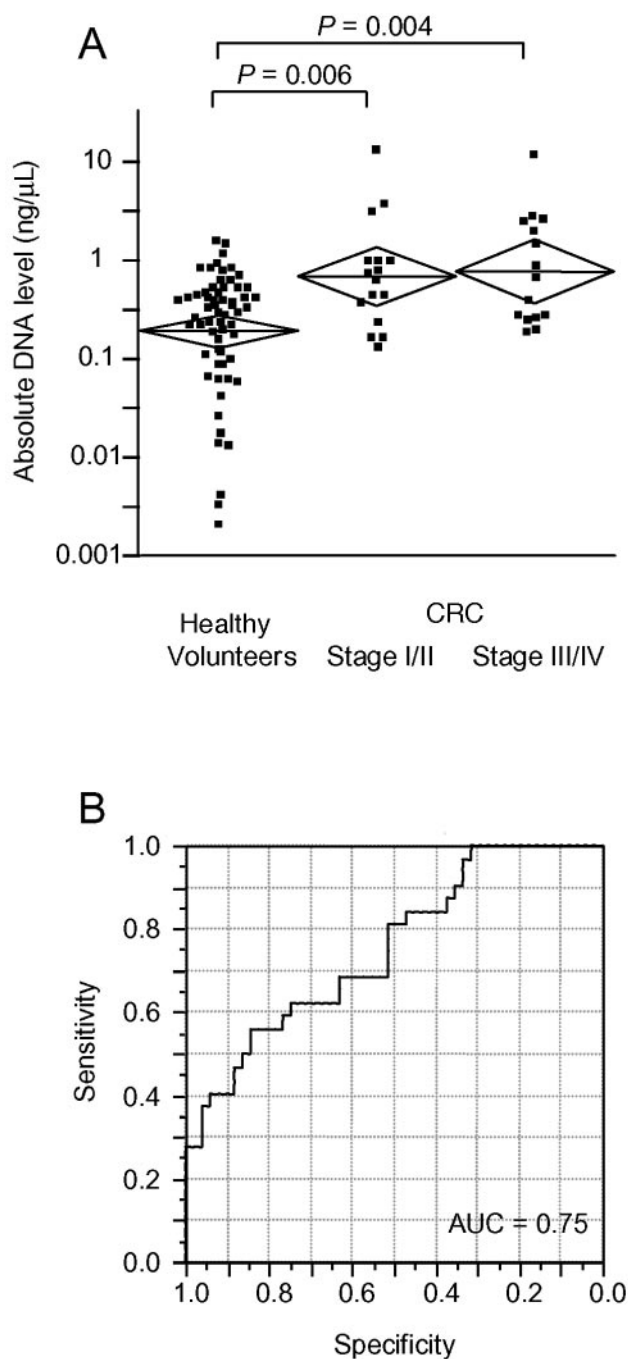 A
P = 0.004
P = 0.006
Absolute DNA level (ng/μL)
10
1
0.1
0.01
0.001
Healthy
Volunteers
CRC
Stage I/II
Stage III/IV
B
Sensitivity
1.0
0.8
0.6
0.4
0.2
0.0
AUC = 0.75
1.0 0.8 0.6 0.4 0.2 0.0
Specificity